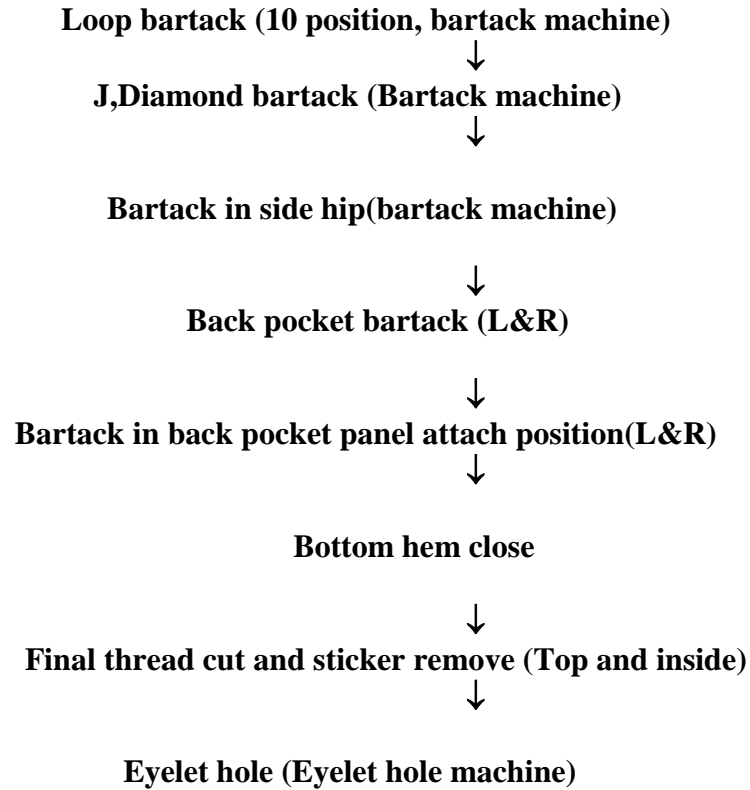 Loop bartack (10 position, bartack machine)
↓
J,Diamond bartack (Bartack machine)
↓
Bartack in side hip(bartack machine)
↓
Back pocket bartack (L&R)
↓
Bartack in back pocket panel attach position(L&R)
↓
Bottom hem close
↓
Final thread cut and sticker remove (Top and inside)
↓
Eyelet hole (Eyelet hole machine)